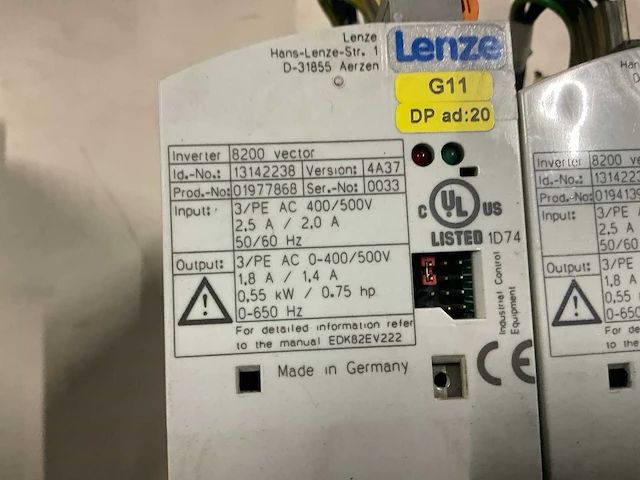 Lenze
Hans-Lenze-Str. 1
D-31855 Aerzen
Lenze
G11
DP ad:20
Inverter 8200 vector
Id.-No.: 13142238 Version: 4A37
Prod.-No: 01977868 Ser.-No: 0033
Input: 3/PE AC 400/500V
2.5 A / 2.0 A
50/60 Hz
Output: 3/PE AC 0-400/500V
1,8 A / 1,4 A
0,55 kW / 0.75 hp
0-650 Hz
For detailed information refer
to the manual EDK82EV222
C UL US
LISTED 1D74
Industrial Control
Equipment
Made in Germany
CE
Inverter 8200
Id.-No.:
Prod.-No:
Input: 3/PE
2.5 A
50/60
Output: 3/PE
1,8 A
0,55
0-650
For de
to the